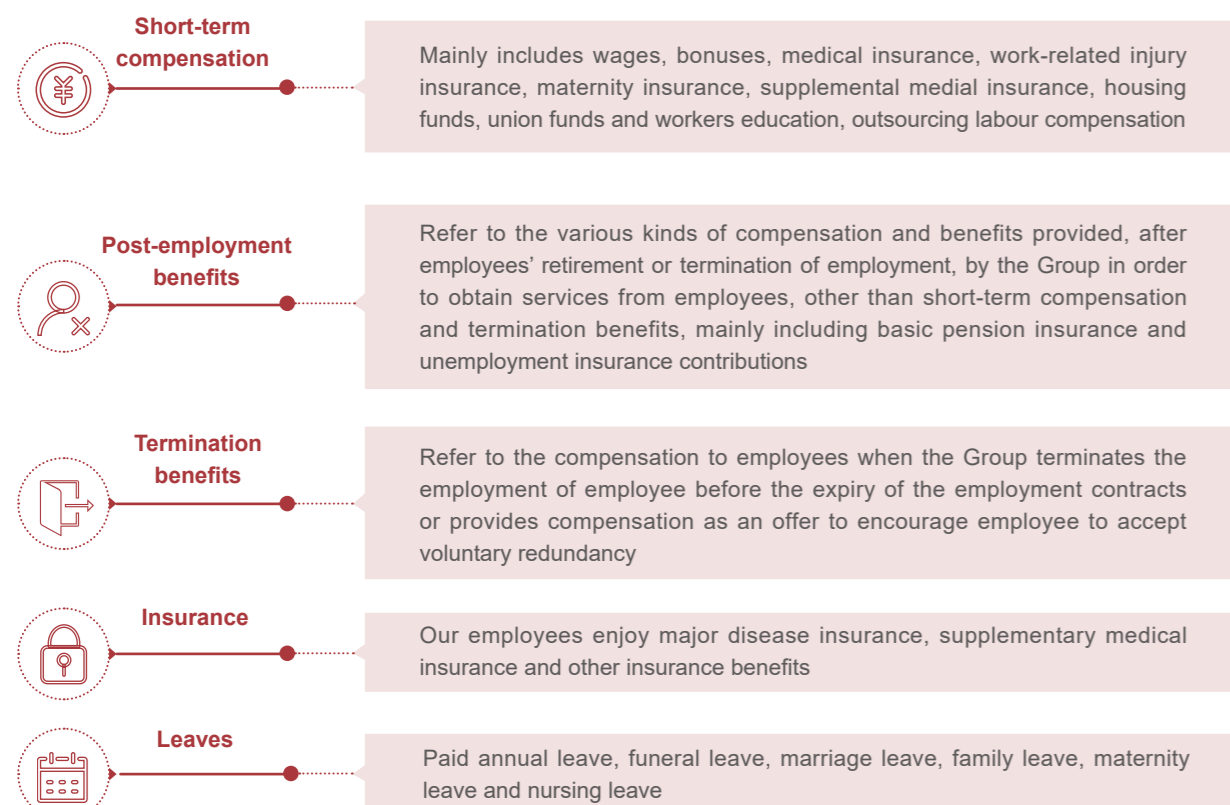 Short-term
compensation
Mainly includes wages, bonuses, medical insurance, work-related injury
insurance, maternity insurance, supplemental medial insurance, housing
funds, union funds and workers education, outsourcing labour compensation
Post-employment
benefits
Refer to the various kinds of compensation and benefits provided, after
employees’ retirement or termination of employment, by the Group in order
to obtain services from employees, other than short-term compensation
and termination benefits, mainly including basic pension insurance and
unemployment insurance contributions
Termination
benefits
Refer to the compensation to employees when the Group terminates the
employment of employee before the expiry of the employment contracts
or provides compensation as an offer to encourage employee to accept
voluntary redundancy
Insurance
Our employees enjoy major disease insurance, supplementary medical
insurance and other insurance benefits
Leaves
Paid annual leave, funeral leave, marriage leave, family leave, maternity
leave and nursing leave